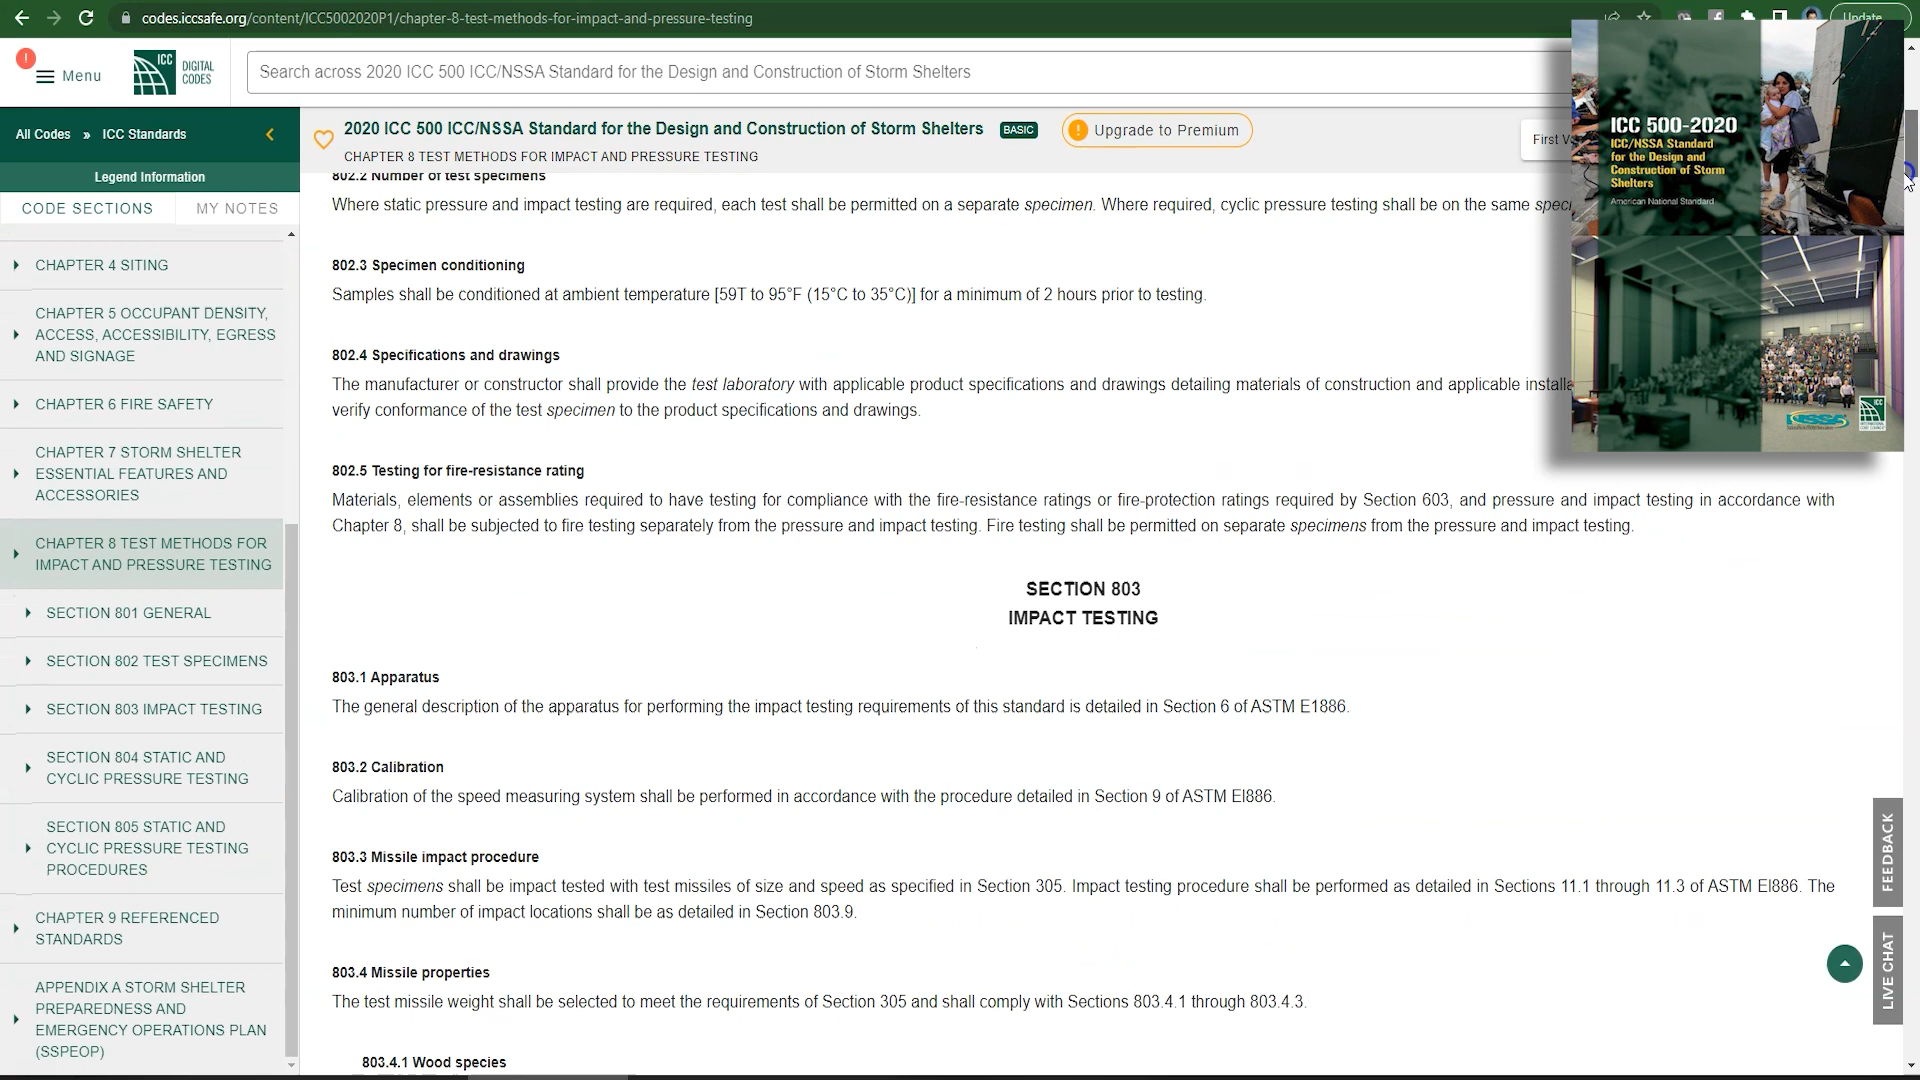 codes.iccsafe.org/content/ICC5002020P1/chapter-8-test-methods-for-impact-and-pressure-testing
Update
!
Menu
ICC
DIGITAL
CODES
Search across 2020 ICC 500 ICC/NSSA Standard for the Design and Construction of Storm Shelters
All Codes » ICC Standards
Legend Information
CODE SECTIONS
MY NOTES
2020 ICC 500 ICC/NSSA Standard for the Design and Construction of Storm Shelters BASIC ! Upgrade to Premium
CHAPTER 8 TEST METHODS FOR IMPACT AND PRESSURE TESTING
First V
CHAPTER 4 SITING
CHAPTER 5 OCCUPANT DENSITY,
ACCESS, ACCESSIBILITY, EGRESS
AND SIGNAGE
CHAPTER 6 FIRE SAFETY
CHAPTER 7 STORM SHELTER
ESSENTIAL FEATURES AND
ACCESSORIES
CHAPTER 8 TEST METHODS FOR
IMPACT AND PRESSURE TESTING
SECTION 801 GENERAL
SECTION 802 TEST SPECIMENS
SECTION 803 IMPACT TESTING
SECTION 804 STATIC AND
CYCLIC PRESSURE TESTING
SECTION 805 STATIC AND
CYCLIC PRESSURE TESTING
PROCEDURES
CHAPTER 9 REFERENCED
STANDARDS
APPENDIX A STORM SHELTER
PREPAREDNESS AND
EMERGENCY OPERATIONS PLAN
(SSPEOP)
802.2 Number of test specimens
Where static pressure and impact testing are required, each test shall be permitted on a separate specimen. Where required, cyclic pressure testing shall be on the same speci
802.3 Specimen conditioning
Samples shall be conditioned at ambient temperature [59T to 95°F (15°C to 35°C)] for a minimum of 2 hours prior to testing.
802.4 Specifications and drawings
The manufacturer or constructor shall provide the test laboratory with applicable product specifications and drawings detailing materials of construction and applicable installa
verify conformance of the test specimen to the product specifications and drawings.
802.5 Testing for fire-resistance rating
Materials, elements or assemblies required to have testing for compliance with the fire-resistance ratings or fire-protection ratings required by Section 603, and pressure and impact testing in accordance with
Chapter 8, shall be subjected to fire testing separately from the pressure and impact testing. Fire testing shall be permitted on separate specimens from the pressure and impact testing.
SECTION 803
IMPACT TESTING
803.1 Apparatus
The general description of the apparatus for performing the impact testing requirements of this standard is detailed in Section 6 of ASTM E1886.
803.2 Calibration
Calibration of the speed measuring system shall be performed in accordance with the procedure detailed in Section 9 of ASTM El886.
803.3 Missile impact procedure
Test specimens shall be impact tested with test missiles of size and speed as specified in Section 305. Impact testing procedure shall be performed as detailed in Sections 11.1 through 11.3 of ASTM El886. The
minimum number of impact locations shall be as detailed in Section 803.9.
803.4 Missile properties
The test missile weight shall be selected to meet the requirements of Section 305 and shall comply with Sections 803.4.1 through 803.4.3.
803.4.1 Wood species
ICC 500-2020
ICC/NSSA Standard
for the Design and
Construction of Storm
Shelters
American National Standard
NSSA
ICC
FEEDBACK
LIVE CHAT